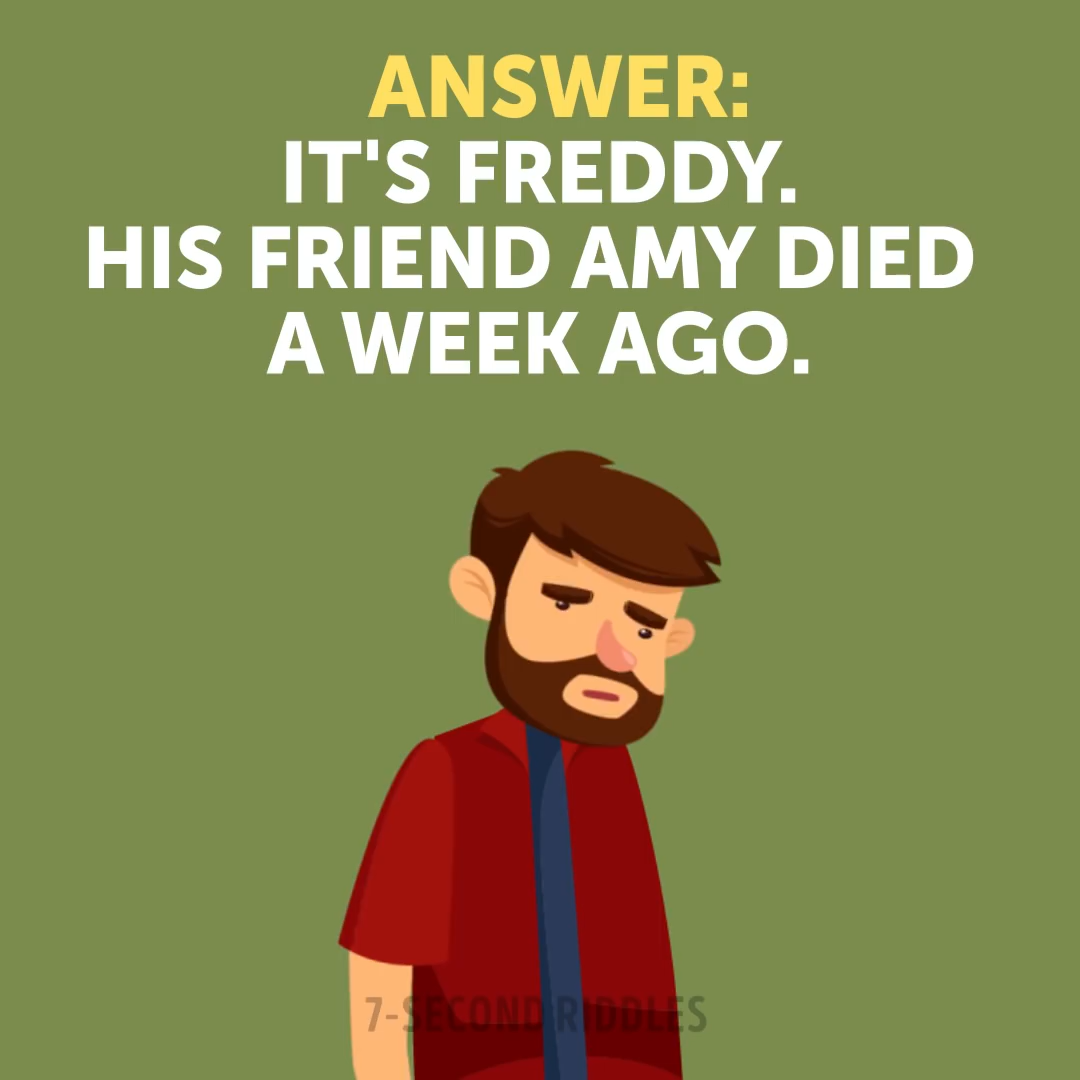 ANSWER:
IT'S FREDDY.
HIS FRIEND AMY DIED
A WEEK AGO.
7-SECOND RIDDLES